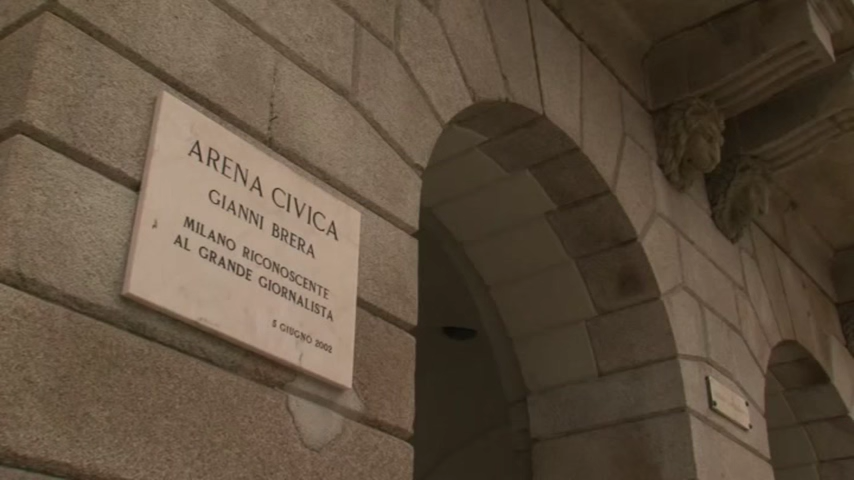 ARENA CIVICA
GIANNI BRERA
MILANO RICONOSCENTE
AL GRANDE GIORNALISTA
5 GIUGNO 2002